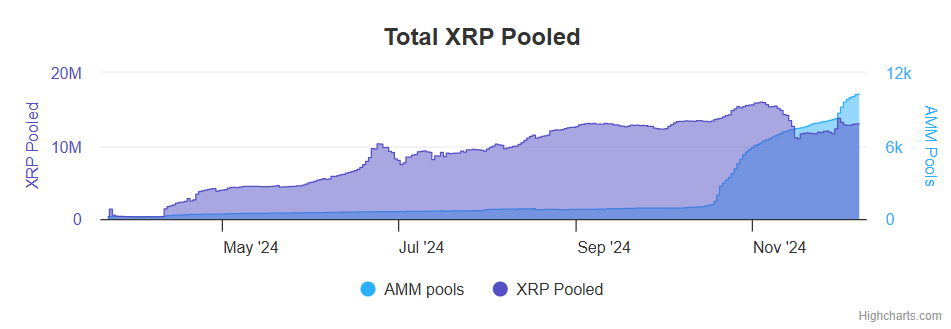 Total XRP Pooled
20M
12k
XRP Pooled
10M
6k
AMM Pools
0
0
May '24
Jul '24
Sep '24
Nov '24
AMM pools
XRP Pooled
Highcharts.com